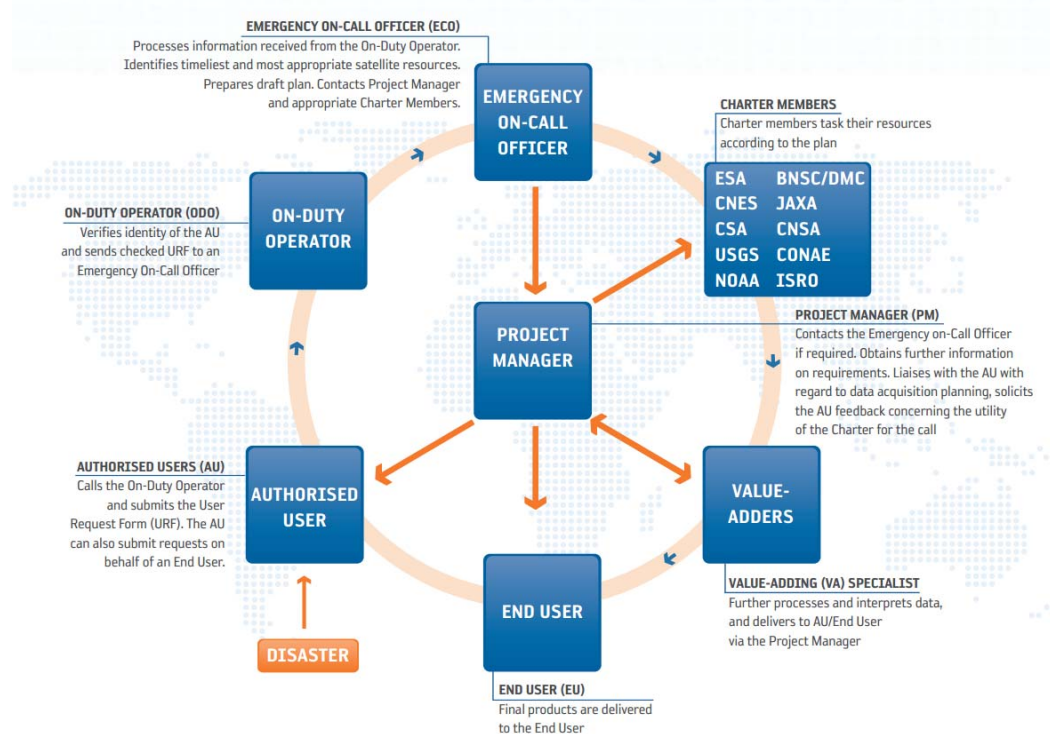 EMERGENCY ON-CALL OFFICER (ECO)
Processes information received from the On-Duty Operator.
Identifies timeliest and most appropriate satellite resources.
Prepares draft plan. Contacts Project Manager
and appropriate Charter Members.
EMERGENCY
ON-CALL
OFFICER
CHARTER MEMBERS
Charter members task their resources
according to the plan
ESA BNSC/DMC
CNES JAXA
CSA CNSA
USGS CONAE
NOAA ISRO
ON-DUTY OPERATOR (ODO)
Verifies identity of the AU
and sends checked URF to an
Emergency On-Call Officer
ON-DUTY
OPERATOR
PROJECT
MANAGER
PROJECT MANAGER (PM)
Contacts the Emergency on-Call Officer
if required. Obtains further information
on requirements. Liaises with the AU with
regard to data acquisition planning, solicits
the AU feedback concerning the utility
of the Charter for the call
AUTHORISED USERS (AU)
Calls the On-Duty Operator
and submits the User
Request Form (URF). The AU
can also submit requests on
behalf of an End User.
AUTHORISED
USER
VALUE-
ADDERS
VALUE-ADDING (VA) SPECIALIST
Further processes and interprets data,
and delivers to AU/End User
via the Project Manager
END USER
DISASTER
END USER (EU)
Final products are delivered
to the End User